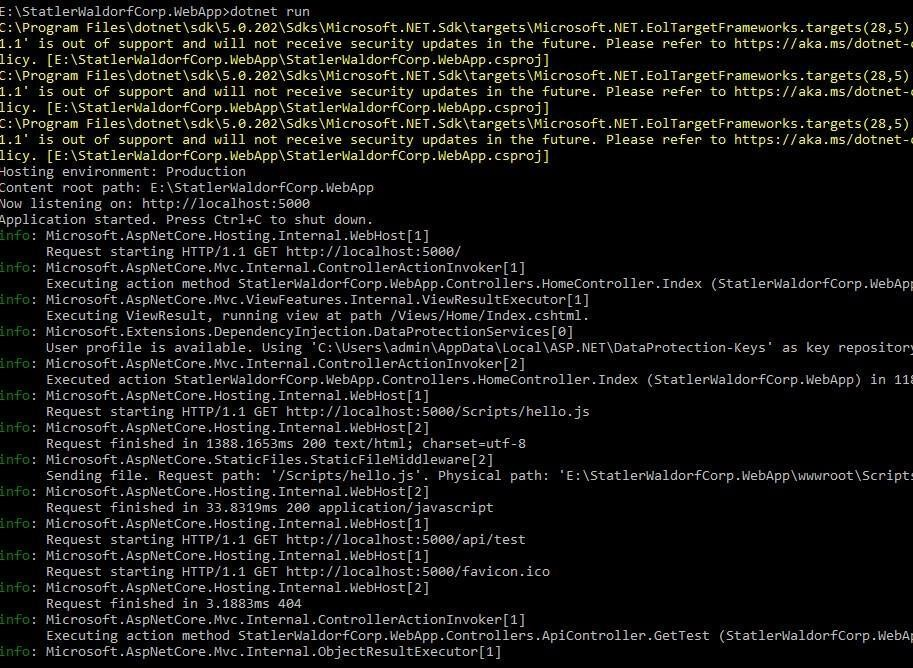 E:\StatlerWaldorfCorp.WebApp>dotnet run
C:\Program Files\dotnet\sdk\5.0.202\Sdks\Microsoft.NET.Sdk\targets\Microsoft.NET.EolTargetFrameworks.targets(28,5)
1.1' is out of support and will not receive security updates in the future. Please refer to https://aka.ms/dotnet-c
licy. [E:\StatlerWaldorfCorp.WebApp\StatlerWaldorfCorp.WebApp.csproj]
C:\Program Files\dotnet\sdk\5.0.202\Sdks\Microsoft.NET.Sdk\targets\Microsoft.NET.EolTargetFrameworks.targets(28,5)
1.1' is out of support and will not receive security updates in the future. Please refer to https://aka.ms/dotnet-c
licy. [E:\StatlerWaldorfCorp.WebApp\StatlerWaldorfCorp.WebApp.csproj]
C:\Program Files\dotnet\sdk\5.0.202\Sdks\Microsoft.NET.Sdk\targets\Microsoft.NET.EolTargetFrameworks.targets(28,5)
1.1' is out of support and will not receive security updates in the future. Please refer to https://aka.ms/dotnet-c
licy. [E:\StatlerWaldorfCorp.WebApp\StatlerWaldorfCorp.WebApp.csproj]
Hosting environment: Production
Content root path: E:\StatlerWaldorfCorp.WebApp
Now listening on: http://localhost:5000
Application started. Press Ctrl+C to shut down.
info: Microsoft.AspNetCore.Hosting.Internal.WebHost[1]
Request starting HTTP/1.1 GET http://localhost:5000/
info: Microsoft.AspNetCore.Mvc.Internal.ControllerActionInvoker[1]
Executing action method StatlerWaldorfCorp.WebApp.Controllers.HomeController.Index (StatlerWaldorfCorp.WebApp
info: Microsoft.AspNetCore.Mvc.ViewFeatures.Internal.ViewResultExecutor[1]
Executing ViewResult, running view at path /Views/Home/Index.cshtml.
info: Microsoft.Extensions.DependencyInjection.DataProtectionServices[0]
User profile is available. Using 'C:\Users\admin\AppData\Local\ASP.NET\DataProtection-Keys' as key repository
info: Microsoft.AspNetCore.Mvc.Internal.ControllerActionInvoker[2]
Executed action StatlerWaldorfCorp.WebApp.Controllers.HomeController.Index (StatlerWaldorfCorp.WebApp) in 118
info: Microsoft.AspNetCore.Hosting.Internal.WebHost[1]
Request starting HTTP/1.1 GET http://localhost:5000/Scripts/hello.js
info: Microsoft.AspNetCore.Hosting.Internal.WebHost[2]
Request finished in 1388.1653ms 200 text/html; charset=utf-8
info: Microsoft.AspNetCore.StaticFiles.StaticFileMiddleware[2]
Sending file. Request path: '/Scripts/hello.js'. Physical path: 'E:\StatlerWaldorfCorp.WebApp\wwwroot\Scripts
info: Microsoft.AspNetCore.Hosting.Internal.WebHost[2]
Request finished in 33.8319ms 200 application/javascript
info: Microsoft.AspNetCore.Hosting.Internal.WebHost[1]
Request starting HTTP/1.1 GET http://localhost:5000/api/test
info: Microsoft.AspNetCore.Hosting.Internal.WebHost[1]
Request starting HTTP/1.1 GET http://localhost:5000/favicon.ico
info: Microsoft.AspNetCore.Hosting.Internal.WebHost[2]
Request finished in 3.1883ms 404
info: Microsoft.AspNetCore.Mvc.Internal.ControllerActionInvoker[1]
Executing action method StatlerWaldorfCorp.WebApp.Controllers.ApiController.GetTest (StatlerWaldorfCorp.WebAp
info: Microsoft.AspNetCore.Mvc.Internal.ObjectResultExecutor[1]